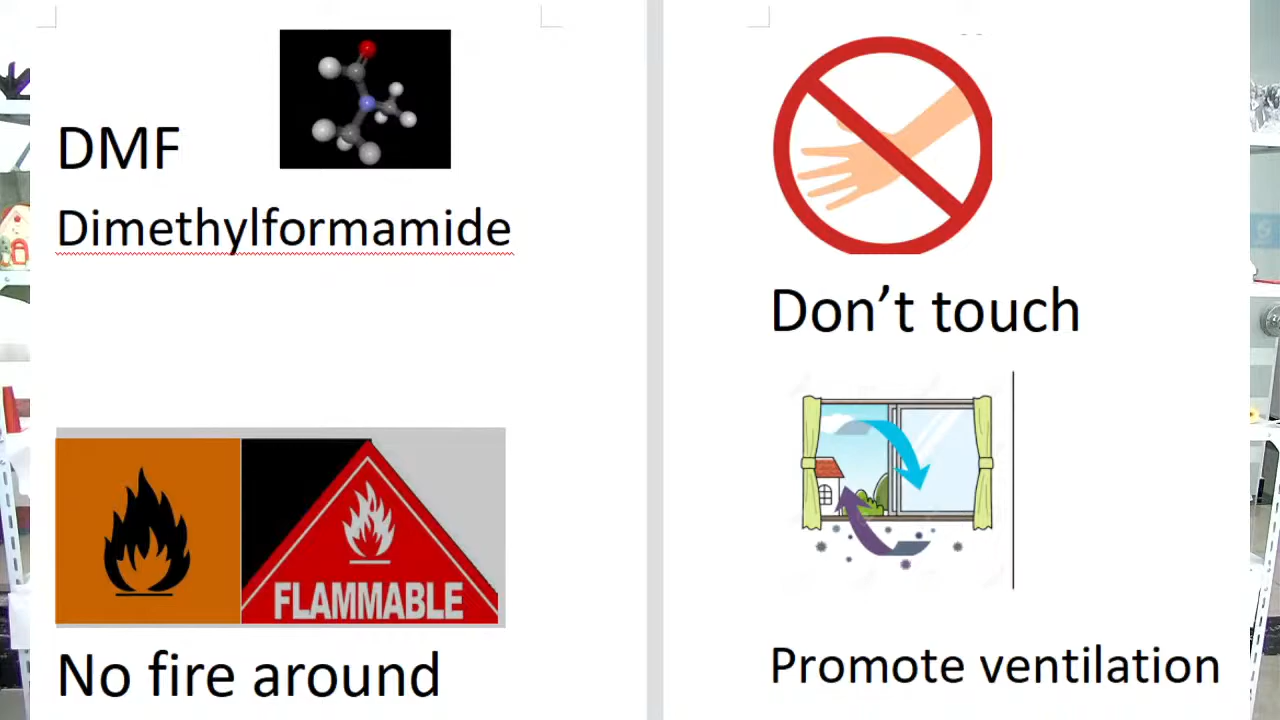 DMF
Dimethylformamide
FLAMMABLE
No fire around
Don’t touch
Promote ventilation